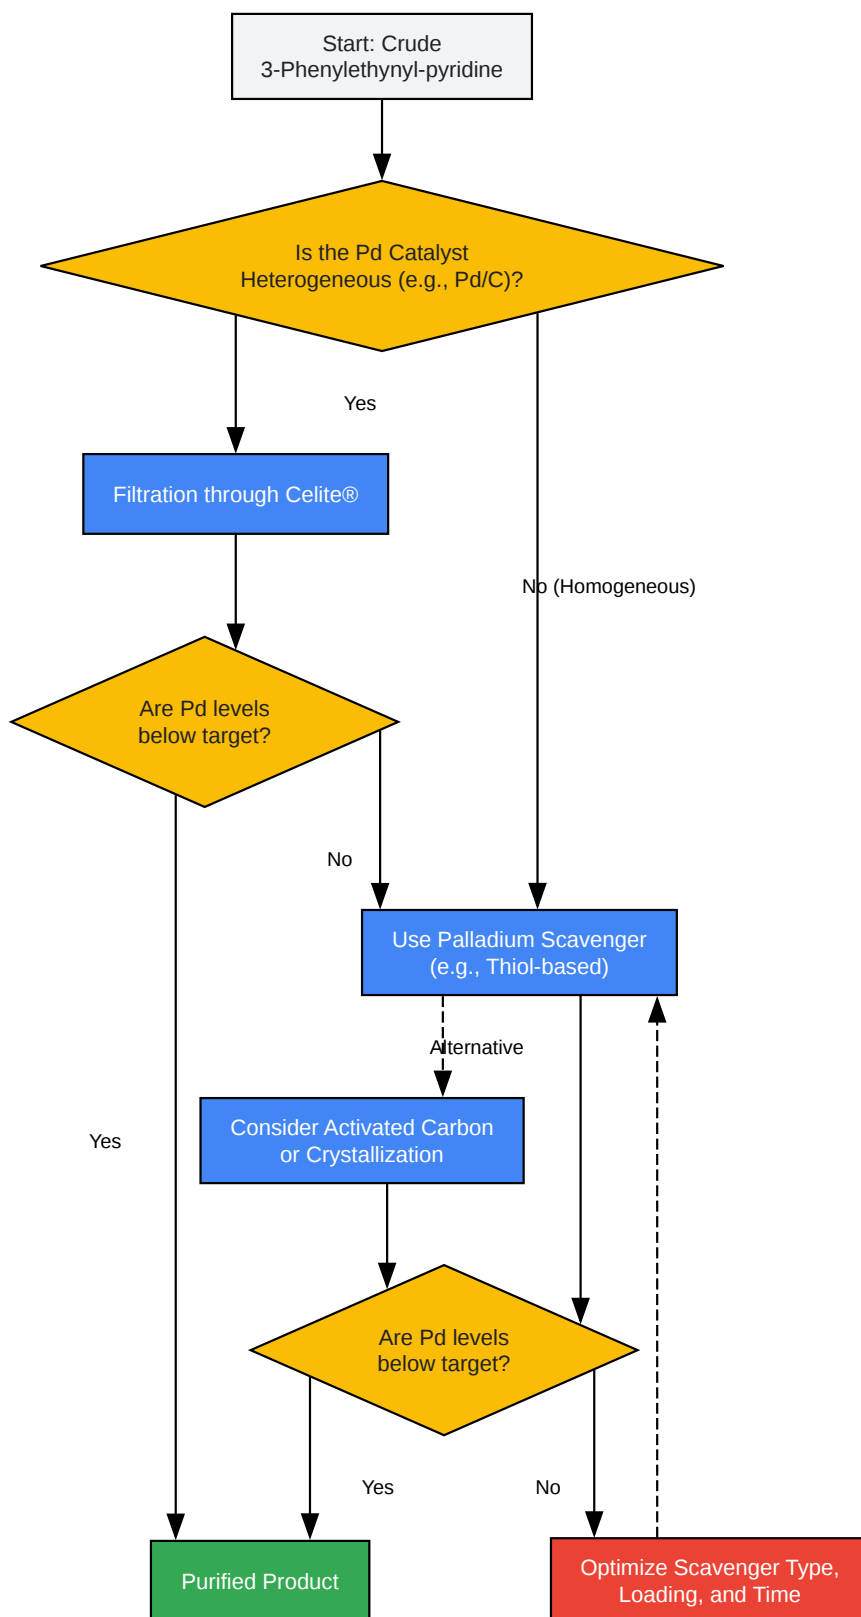 Start: Crude
3-Phenylethynyl-pyridine
Is the Pd Catalyst
Heterogeneous (e.g., Pd/C)?
Yes
Filtration through Celite®
No (Homogeneous)
Are Pd levels
below target?
No
Use Palladium Scavenger
(e.g., Thiol-based)
Alternative
Consider Activated Carbon
or Crystallization
Yes
Are Pd levels
below target?
Yes
No
Purified Product
Optimize Scavenger Type,
Loading, and Time